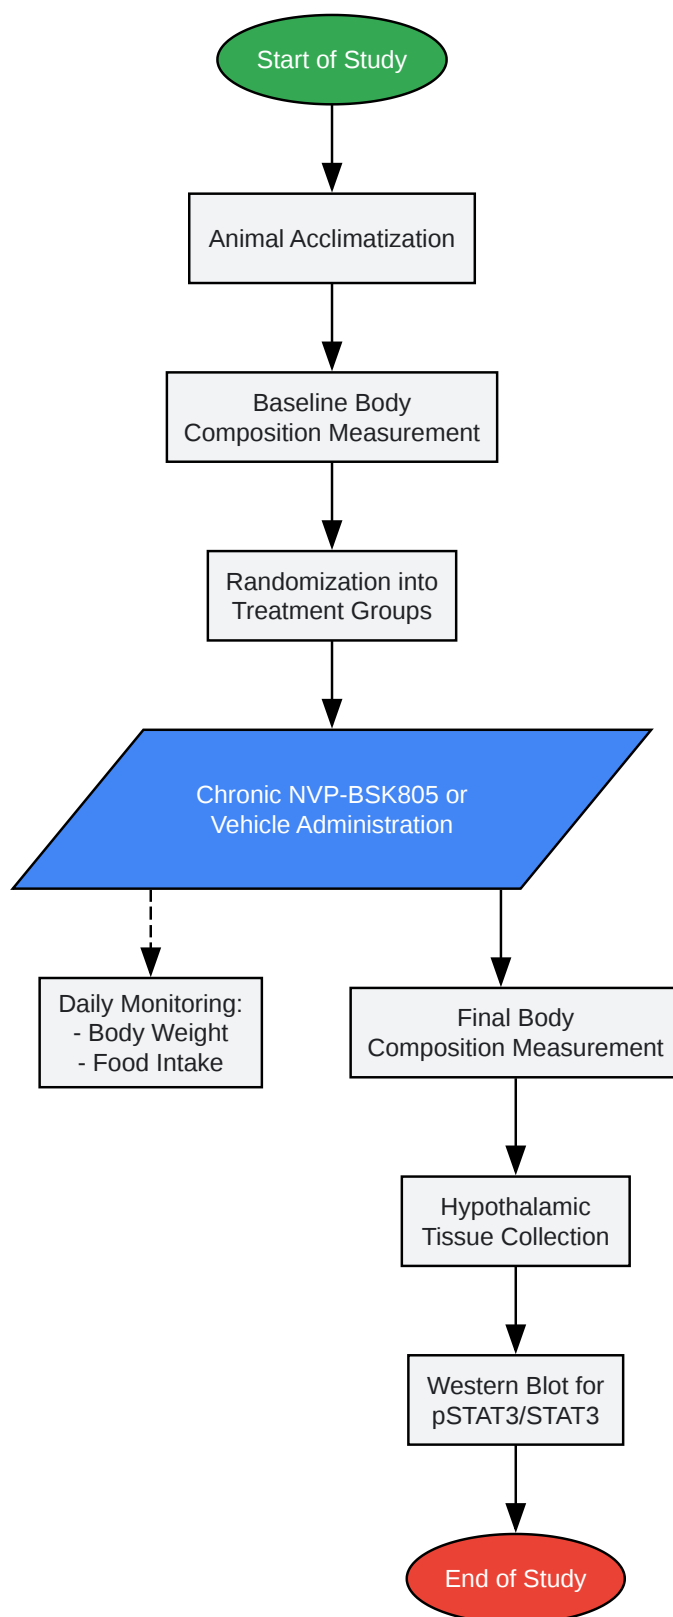 Start of Study
Animal Acclimatization
Baseline Body
Composition Measurement
Randomization into
Treatment Groups
Chronic NVP-BSK805 or
Vehicle Administration
Daily Monitoring:
- Body Weight
- Food Intake
Final Body
Composition Measurement
Hypothalamic
Tissue Collection
Western Blot for
pSTAT3/STAT3
End of Study